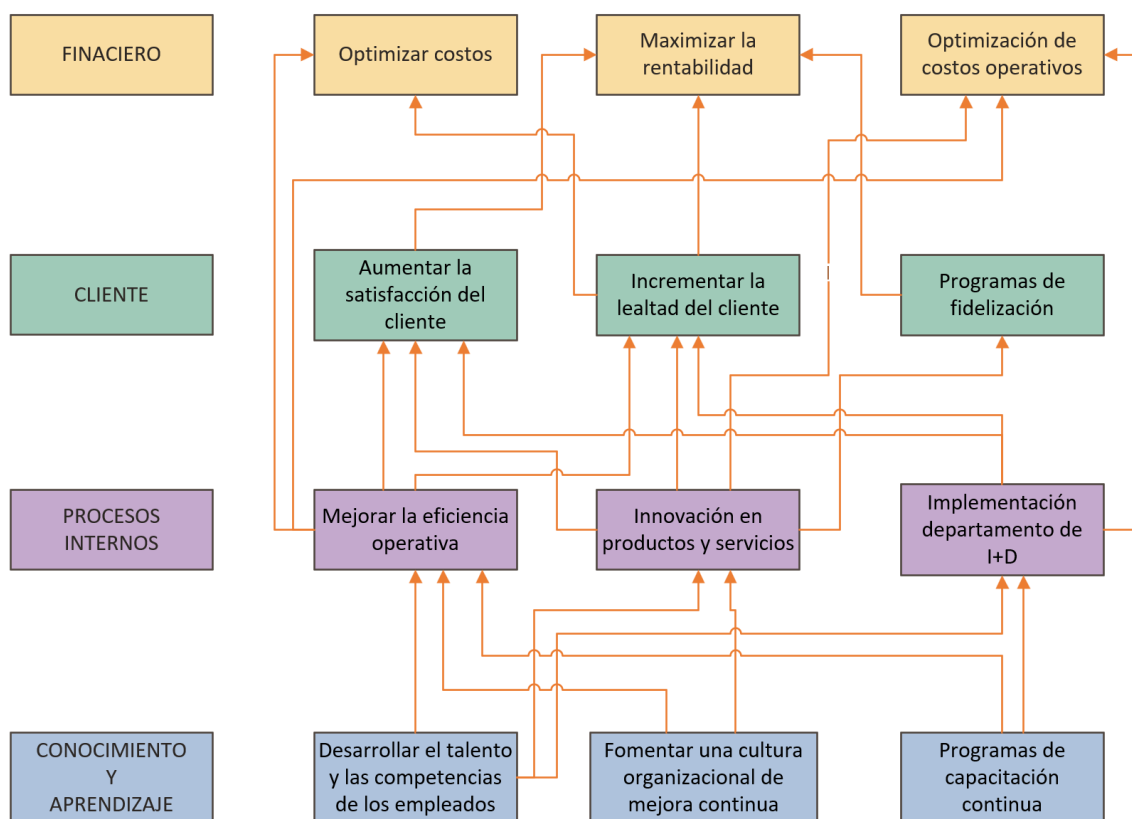 FINACIERO
Optimizar costos
Maximizar la
rentabilidad
Optimización de
costos operativos
CLIENTE
Aumentar la
satisfacción del
cliente
Incrementar la
lealtad del cliente
Programas de
fidelización
PROCESOS
INTERNOS
Mejorar la eficiencia
operativa
Innovación en
productos y servicios
Implementación
departamento de
I+D
CONOCIMIENTO
Y
APRENDIZAJE
Desarrollar el talento
y las competencias
de los empleados
Fomentar una cultura
organizacional de
mejora continua
Programas de
capacitación
continua